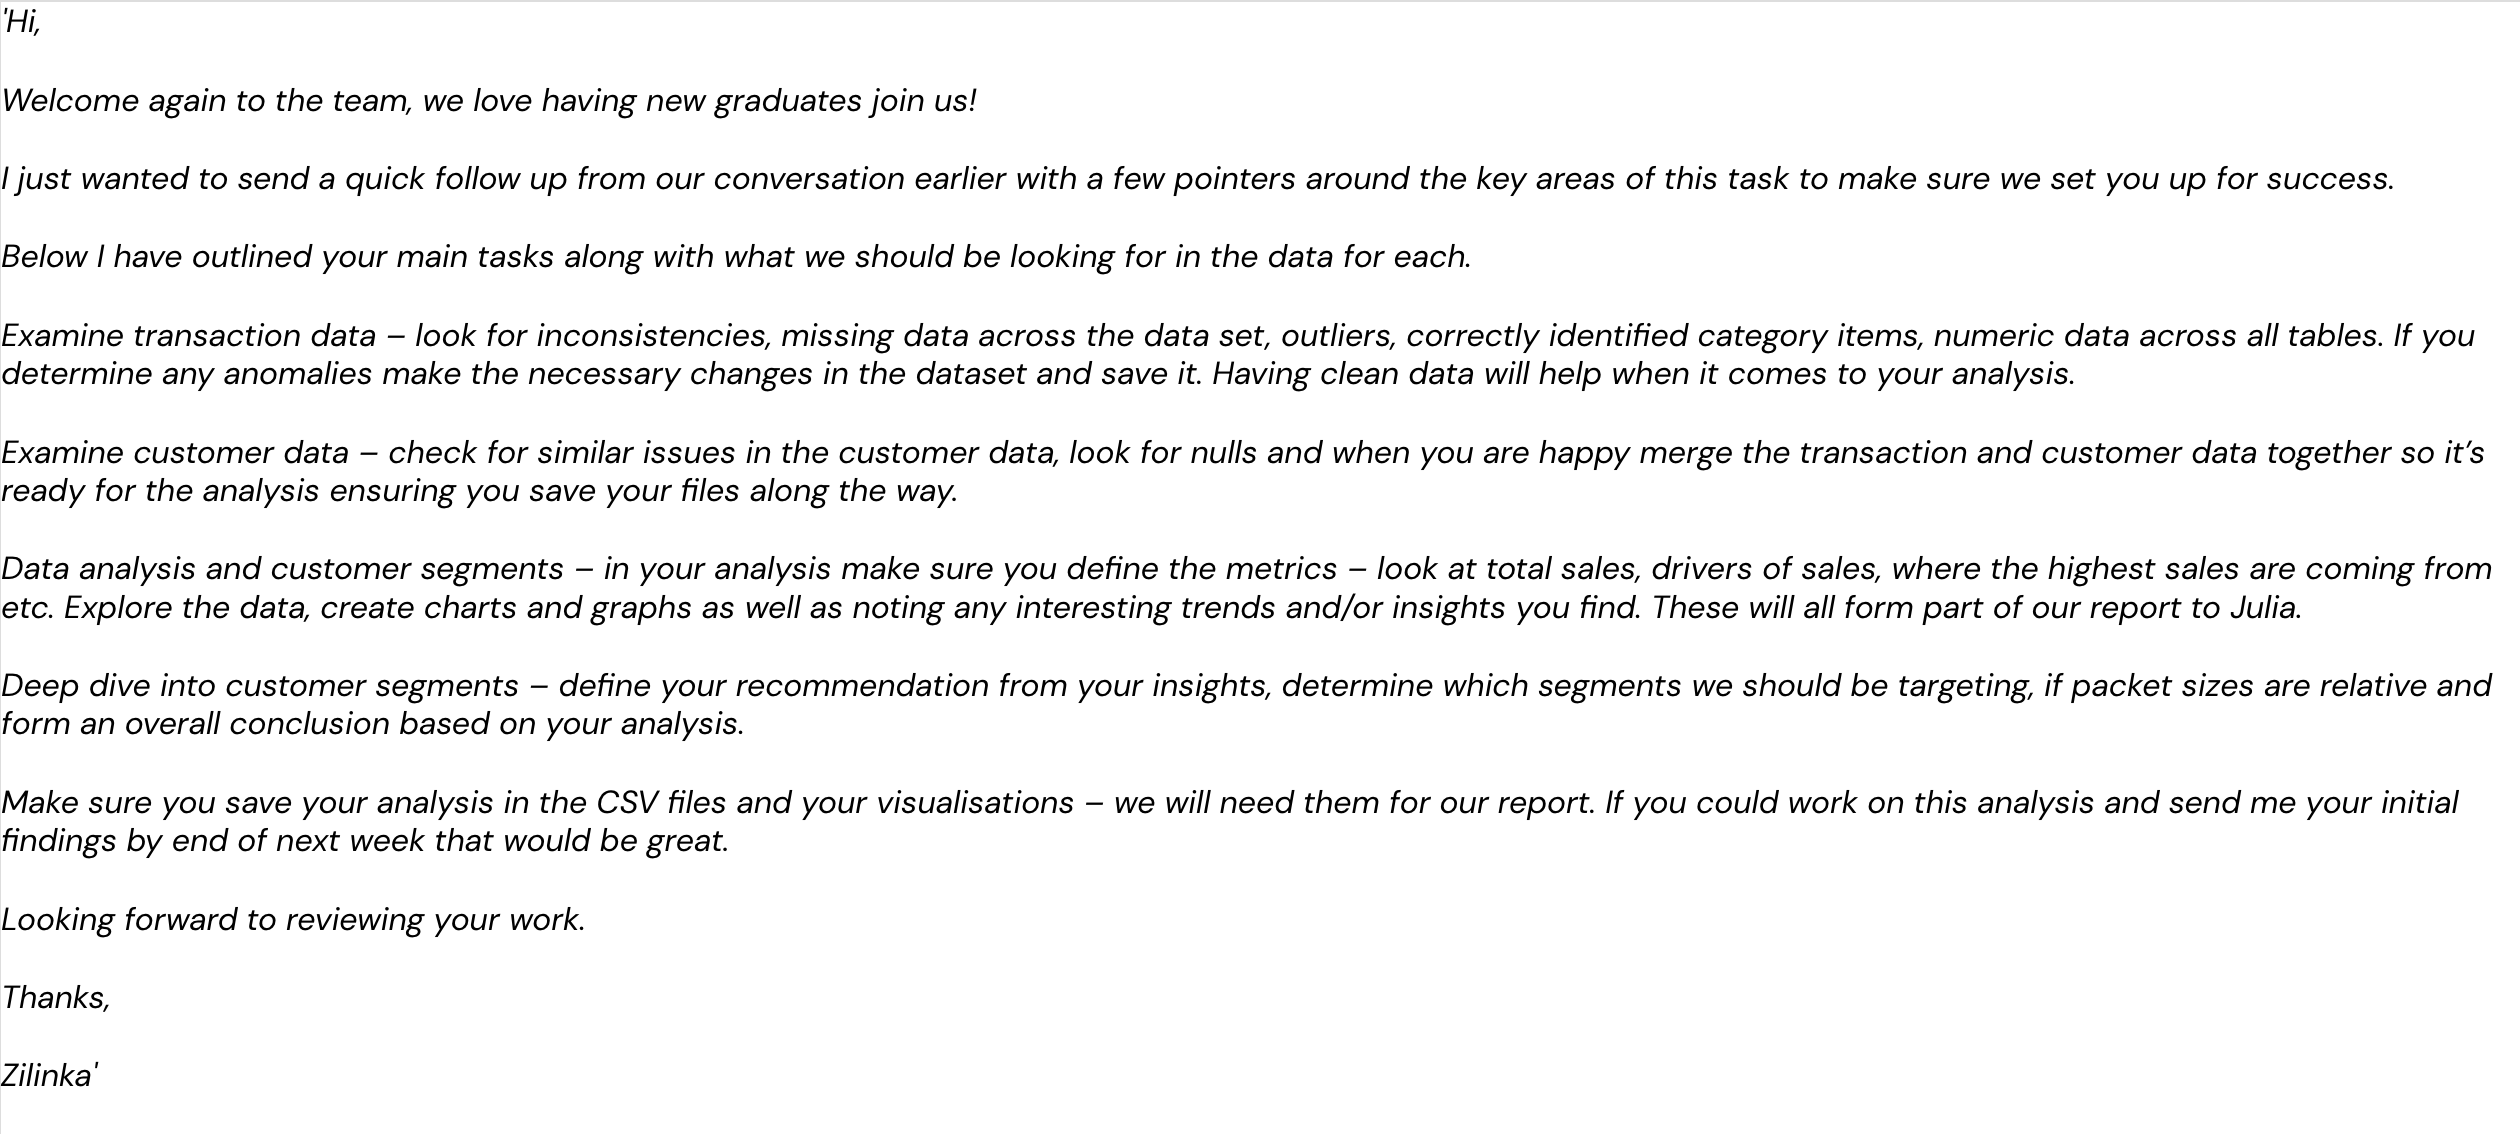 'Hi,
Welcome again to the team, we love having new graduates join us!
I just wanted to send a quick follow up from our conversation earlier with a few pointers around the key areas of this task to make sure we set you up for success.
Below I have outlined your main tasks along with what we should be looking for in the data for each.
Examine transaction data – look for inconsistencies, missing data across the data set, outliers, correctly identified category items, numeric data across all tables. If you
determine any anomalies make the necessary changes in the dataset and save it. Having clean data will help when it comes to your analysis.
Examine customer data – check for similar issues in the customer data, look for nulls and when you are happy merge the transaction and customer data together so it’s
ready for the analysis ensuring you save your files along the way.
Data analysis and customer segments – in your analysis make sure you define the metrics – look at total sales, drivers of sales, where the highest sales are coming from
etc. Explore the data, create charts and graphs as well as noting any interesting trends and/or insights you find. These will all form part of our report to Julia.
Deep dive into customer segments – define your recommendation from your insights, determine which segments we should be targeting, if packet sizes are relative and
form an overall conclusion based on your analysis.
Make sure you save your analysis in the CSV files and your visualisations – we will need them for our report. If you could work on this analysis and send me your initial
findings by end of next week that would be great.
Looking forward to reviewing your work.
Thanks,
Zilinka'